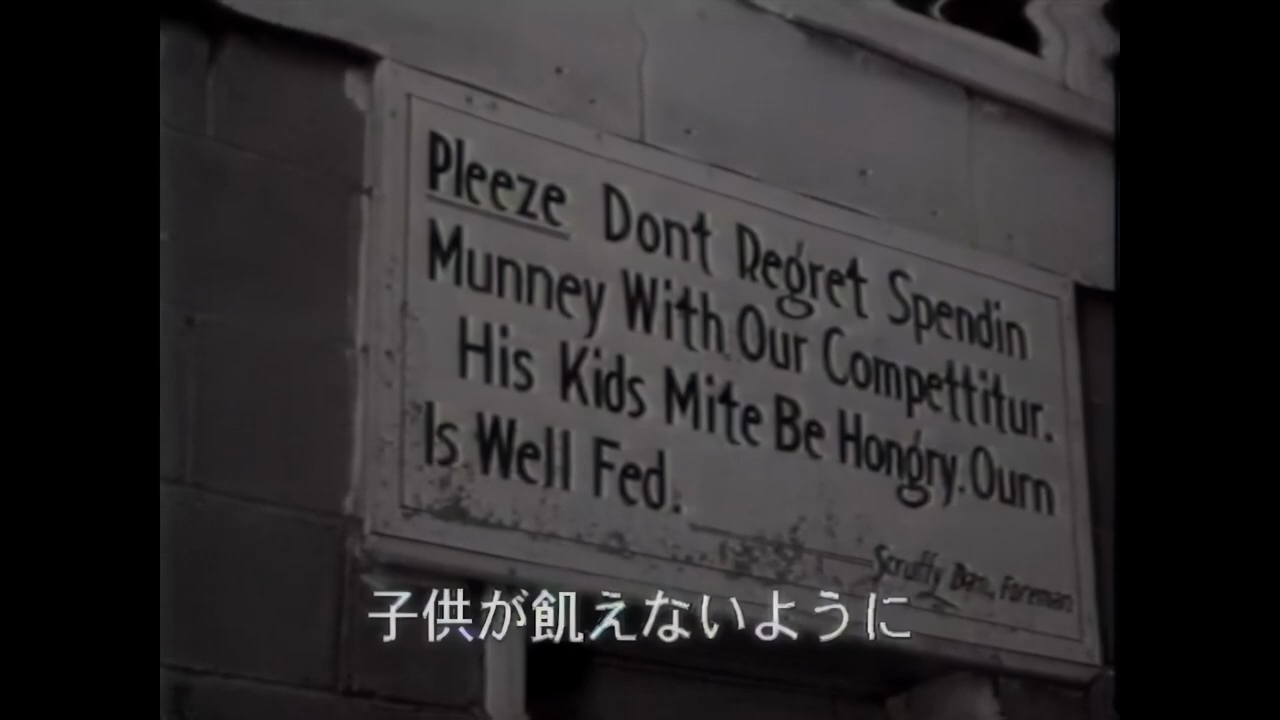 Pleeze Dont Regret Spendin
Munney With Our Compettitur.
His Kids Mite Be Hongry. Ourn
Is Well Fed.
Scruffy Dan, Foreman
子供が飢えないように